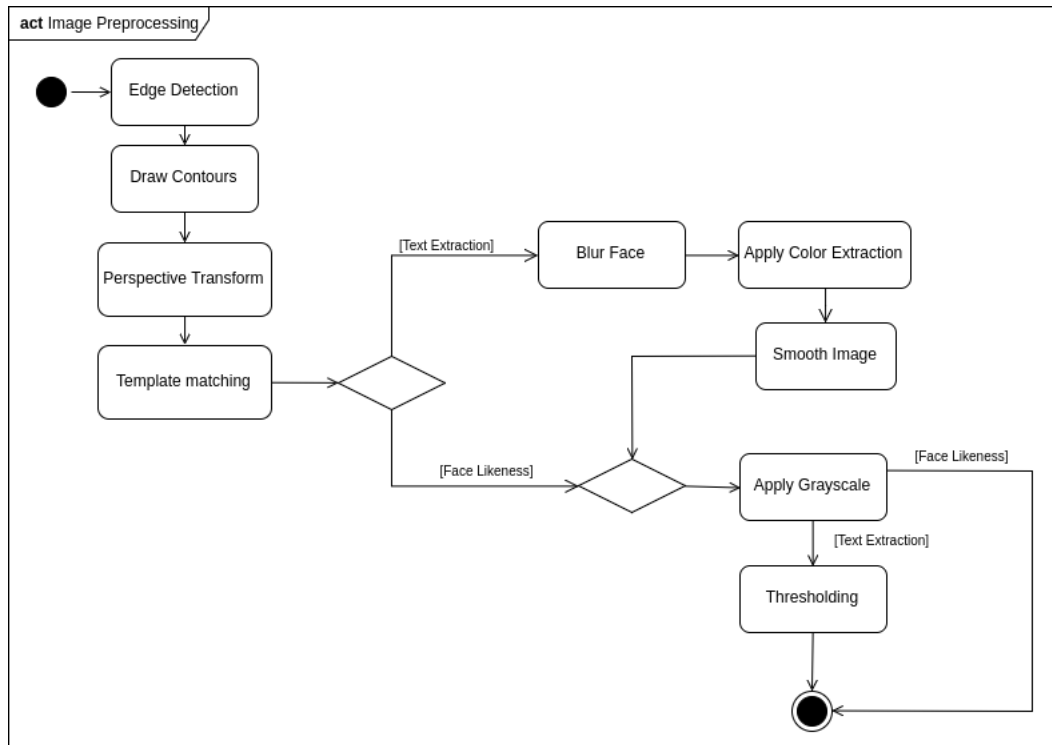 act Image Preprocessing
Edge Detection
Draw Contours
Perspective Transform
Template matching
[Text Extraction]
Blur Face
Apply Color Extraction
Smooth Image
[Face Likeness]
Apply Grayscale
[Face Likeness]
[Text Extraction]
Thresholding